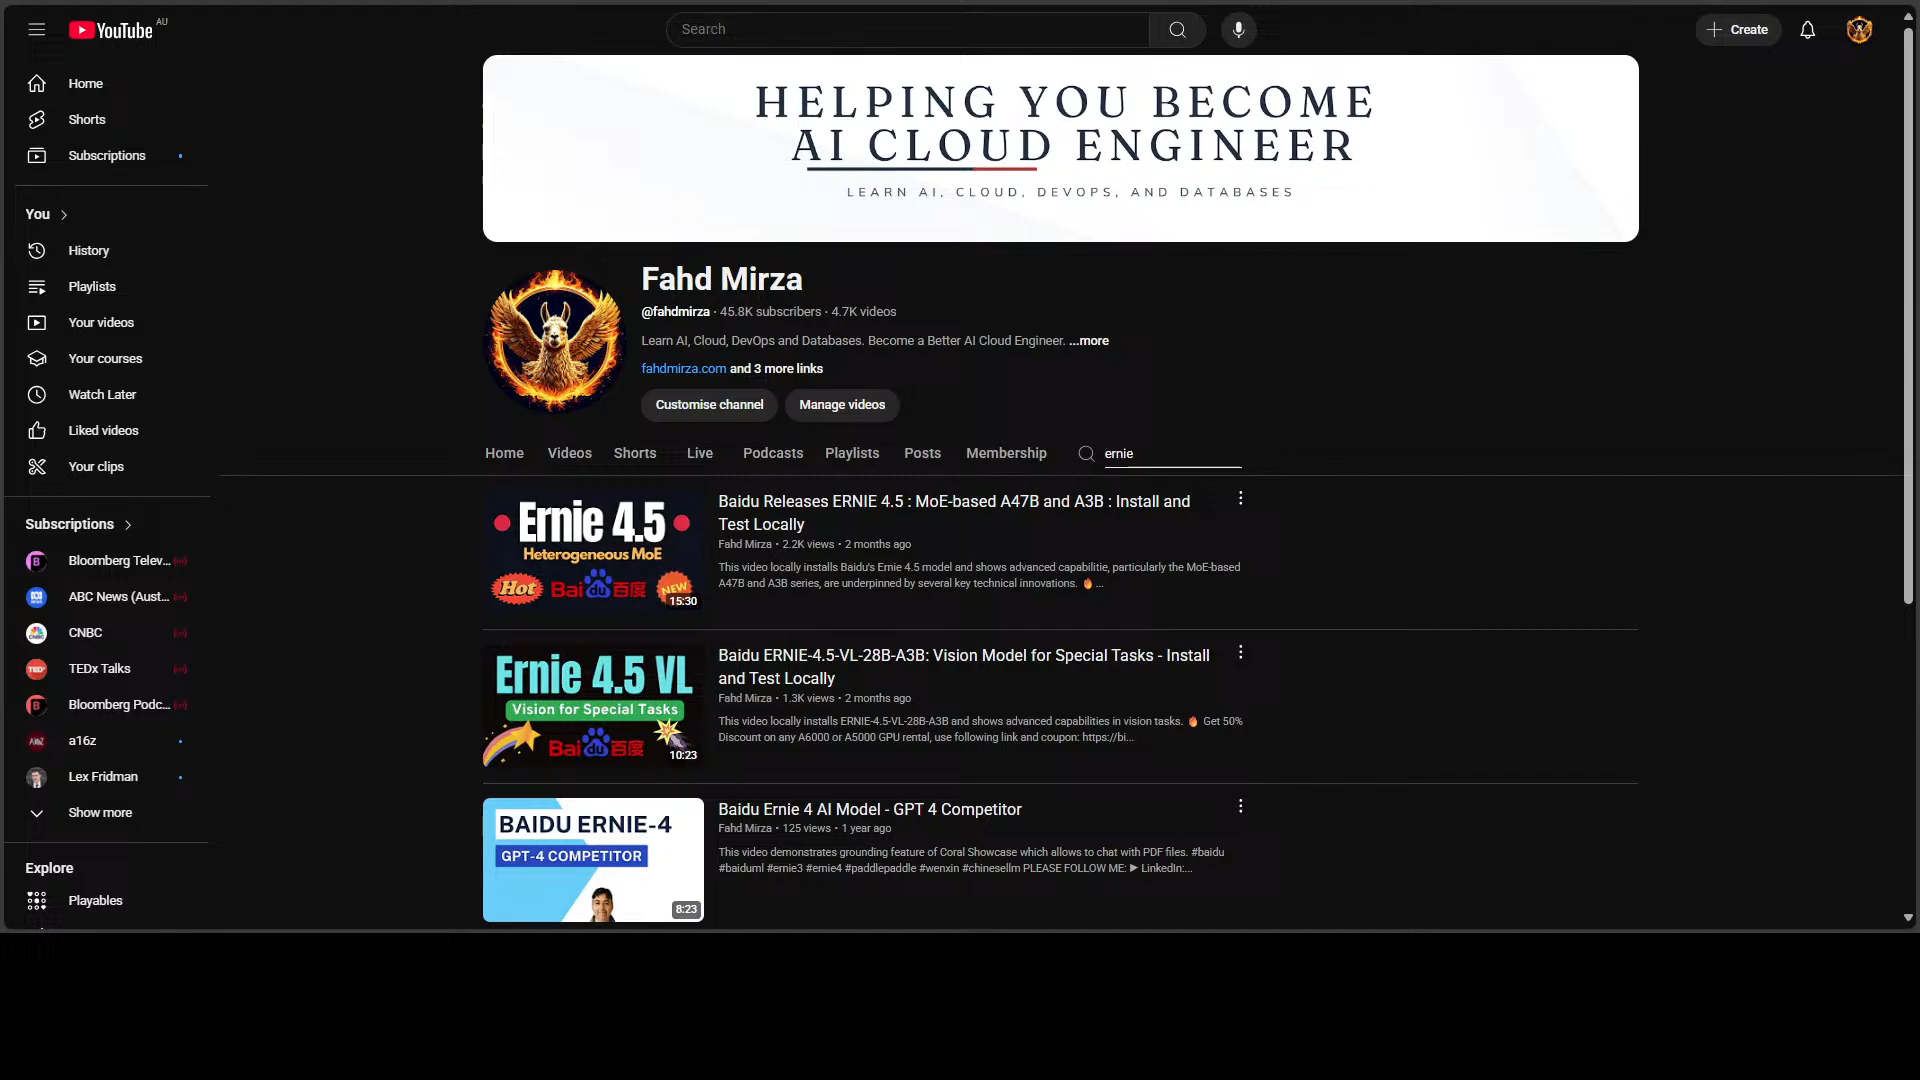 YouTube AU
Search
Create
Home
Shorts
Subscriptions
You
History
Playlists
Your videos
Your courses
Watch Later
Liked videos
Your clips
Subscriptions
Bloomberg Telev...
ABC News (Aust...
CNBC
TEDx Talks
Bloomberg Podc...
a16z
Lex Fridman
Show more
Explore
Playables
HELPING YOU BECOME
AI CLOUD ENGINEER
LEARN AI, CLOUD, DEVOPS, AND DATABASES
Fahd Mirza
@fahdmirza · 45.8K subscribers · 4.7K videos
Learn AI, Cloud, DevOps and Databases. Become a Better AI Cloud Engineer. ...more
fahdmirza.com and 3 more links
Customise channel
Manage videos
Home Videos Shorts Live Podcasts Playlists Posts Membership ernie
Ernie 4.5
Heterogeneous MoE
Hot Baidu百度 NEW
15:30
Baidu Releases ERNIE 4.5 : MoE-based A47B and A3B : Install and
Test Locally
Fahd Mirza · 2.2K views · 2 months ago
This video locally installs Baidu's Ernie 4.5 model and shows advanced capabilitie, particularly the MoE-based
A47B and A3B series, are underpinned by several key technical innovations. 🔥 ...
Ernie 4.5 VL
Vision for Special Tasks
Baidu百度
10:23
Baidu ERNIE-4.5-VL-28B-A3B: Vision Model for Special Tasks - Install
and Test Locally
Fahd Mirza · 1.3K views · 2 months ago
This video locally installs ERNIE-4.5-VL-28B-A3B and shows advanced capabilities in vision tasks. 🔥 Get 50%
Discount on any A6000 or A5000 GPU rental, use following link and coupon: https://bi...
BAIDU ERNIE-4
GPT-4 COMPETITOR
8:23
Baidu Ernie 4 AI Model - GPT 4 Competitor
Fahd Mirza · 125 views · 1 year ago
This video demonstrates grounding feature of Coral Showcase which allows to chat with PDF files. #baidu
#baiduml #ernie3 #ernie4 #paddlepaddle #wenxin #chinesellm PLEASE FOLLOW ME: ▶ LinkedIn:...